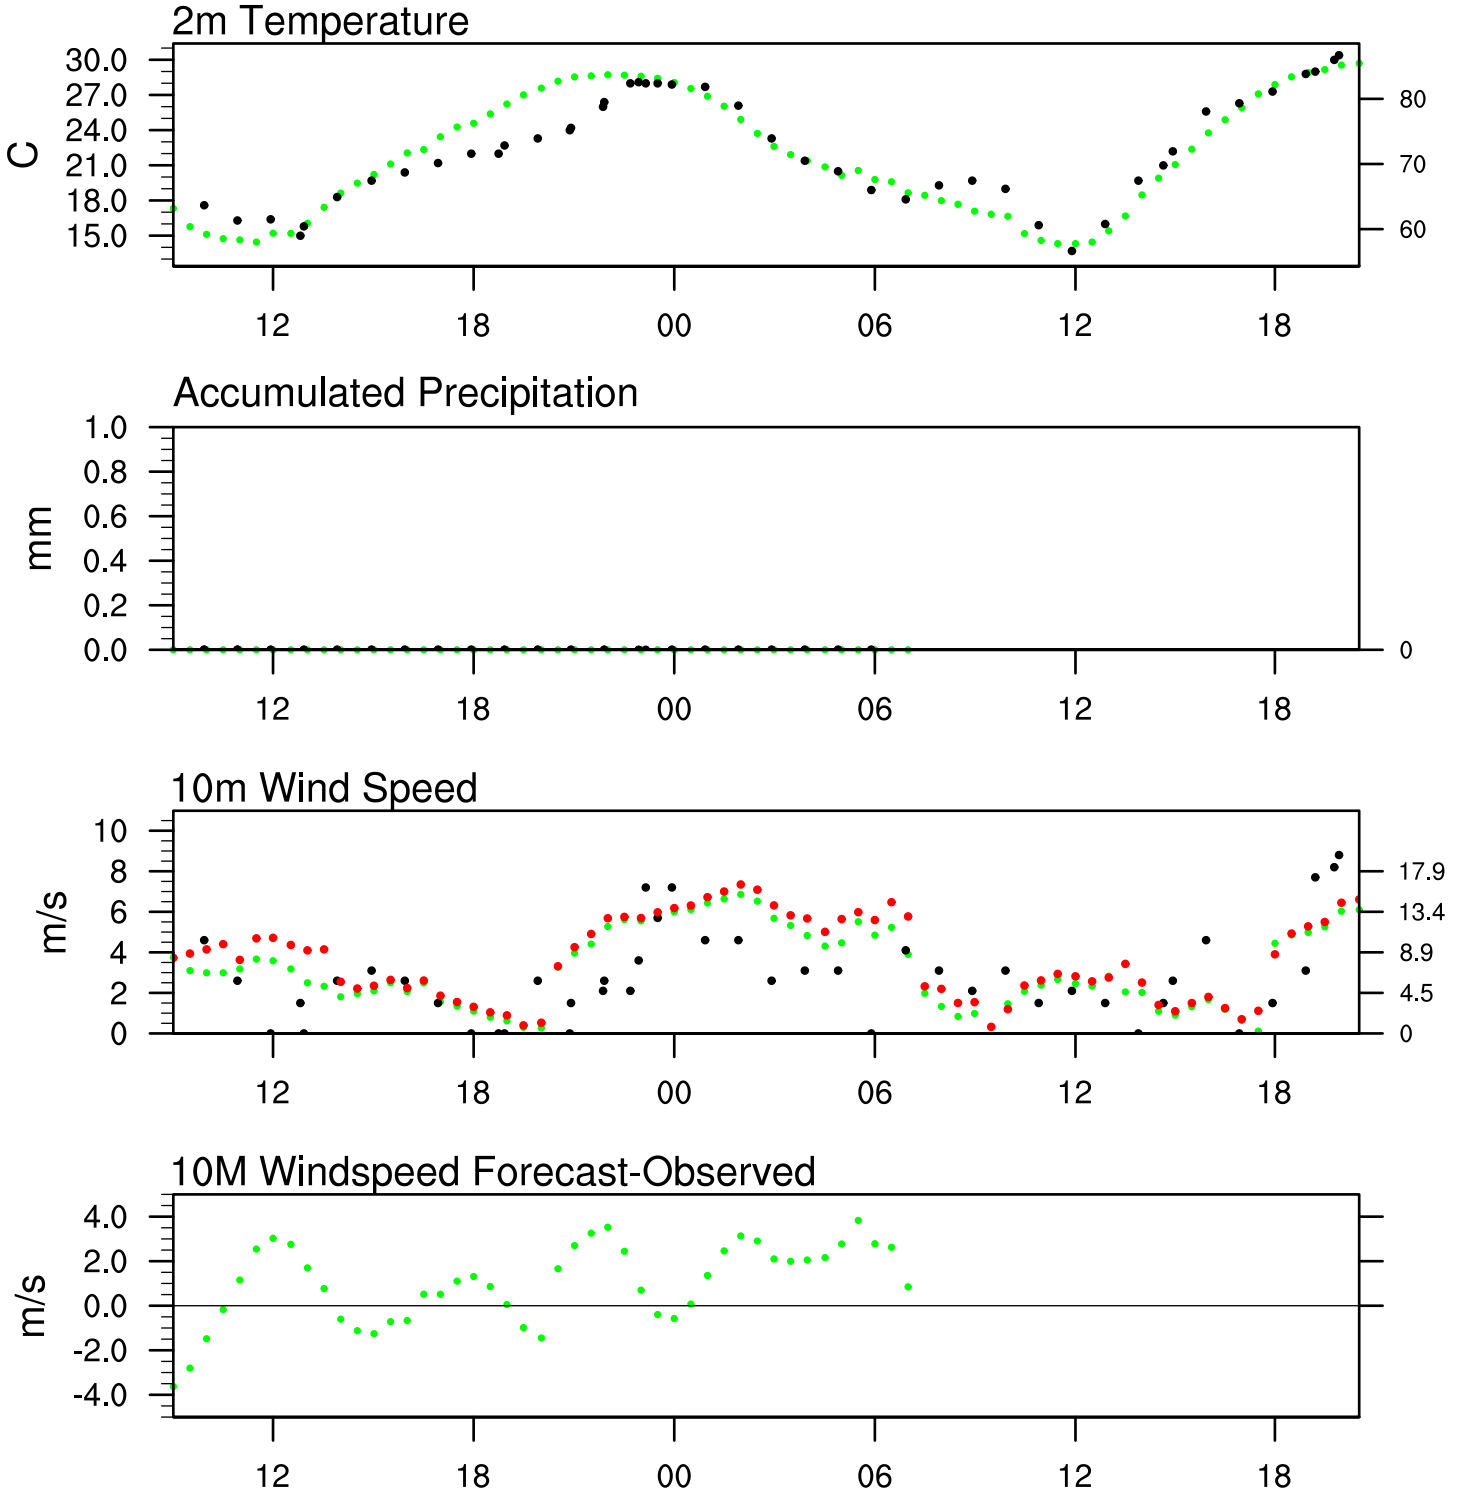 2m Temperature
30.0
27.0
24.0
21.0
18.0
15.0
C
80
70
60
12 18 00 06 12 18
Accumulated Precipitation
1.0
0.8
0.6
0.4
0.2
0.0
mm
0
12 18 00 06 12 18
10m Wind Speed
10
8
6
4
2
0
m/s
17.9
13.4
8.9
4.5
0
12 18 00 06 12 18
10M Windspeed Forecast-Observed
4.0
2.0
0.0
-2.0
-4.0
m/s
12 18 00 06 12 18